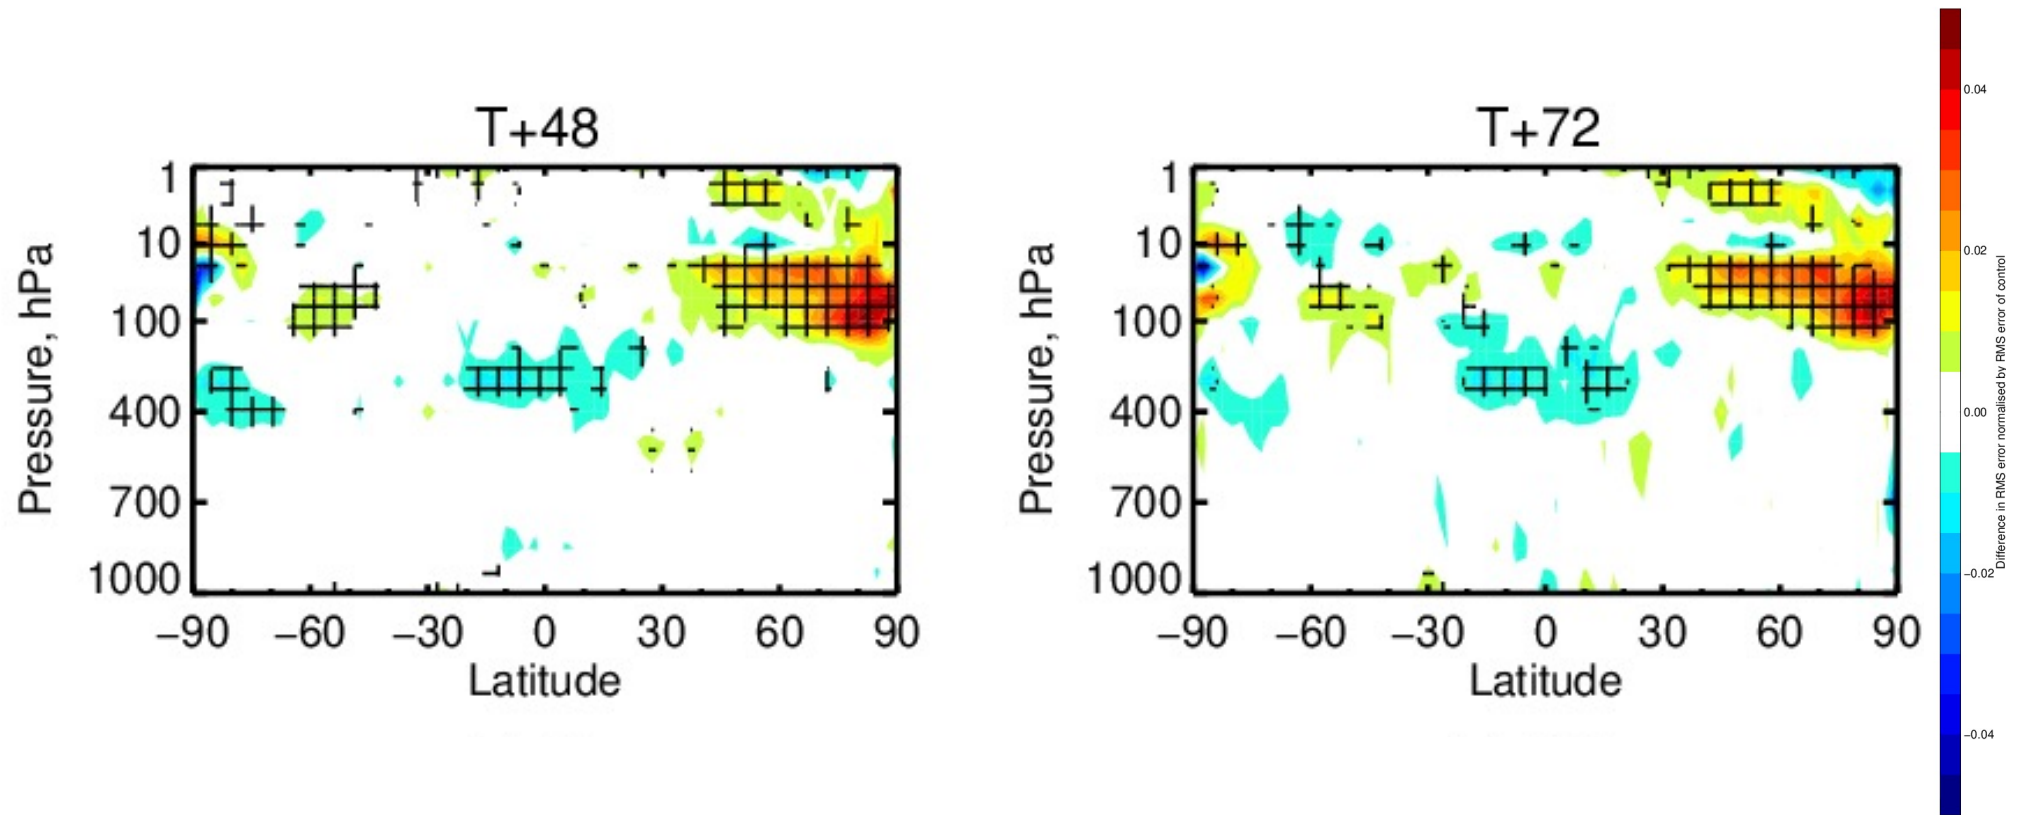 T+48
T+72
Pressure, hPa
1
10
100
400
700
1000
−90 −60 −30 0 30 60 90
Latitude
Pressure, hPa
1
10
100
400
700
1000
−90 −60 −30 0 30 60 90
Latitude
0.04
0.02
0.00
−0.02
−0.04
Difference in RMS error normalised by RMS error of control